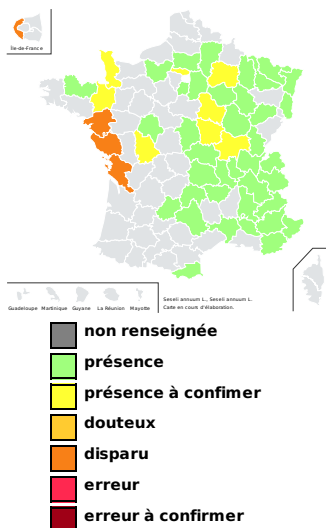 Île-de-France
Guadeloupe Martinique Guyane La Réunion Mayotte
Seseli annuum L., Seseli annuum L.
Carte en cours d'élaboration.
non renseignée
présence
présence à confimer
douteux
disparu
erreur
erreur à confirmer